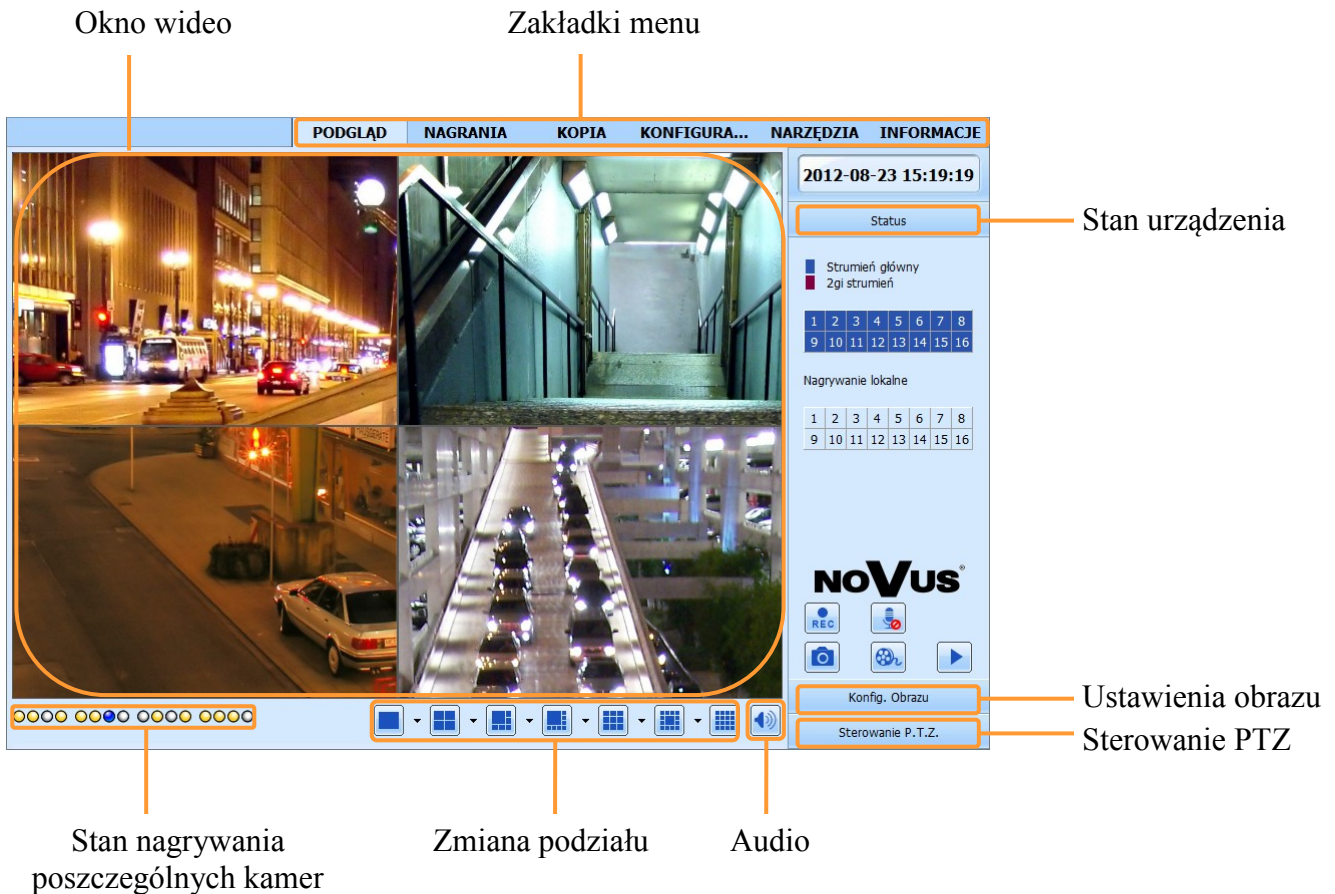 Okno wideo
Zakładki menu
PODGLĄD NAGRANIA KOPIA KONFIGURA... NARZĘDZIA INFORMACJE
2012-08-23 15:19:19
Status
Stan urządzenia
Strumień główny
2gi strumień
1 2 3 4 5 6 7 8
9 10 11 12 13 14 15 16
Nagrywanie lokalne
1 2 3 4 5 6 7 8
9 10 11 12 13 14 15 16
NOVUS®
REC
Konfig. Obrazu
Ustawienia obrazu
Sterowanie P.T.Z.
Sterowanie PTZ
Stan nagrywania
poszczególnych kamer
Zmiana podziału
Audio